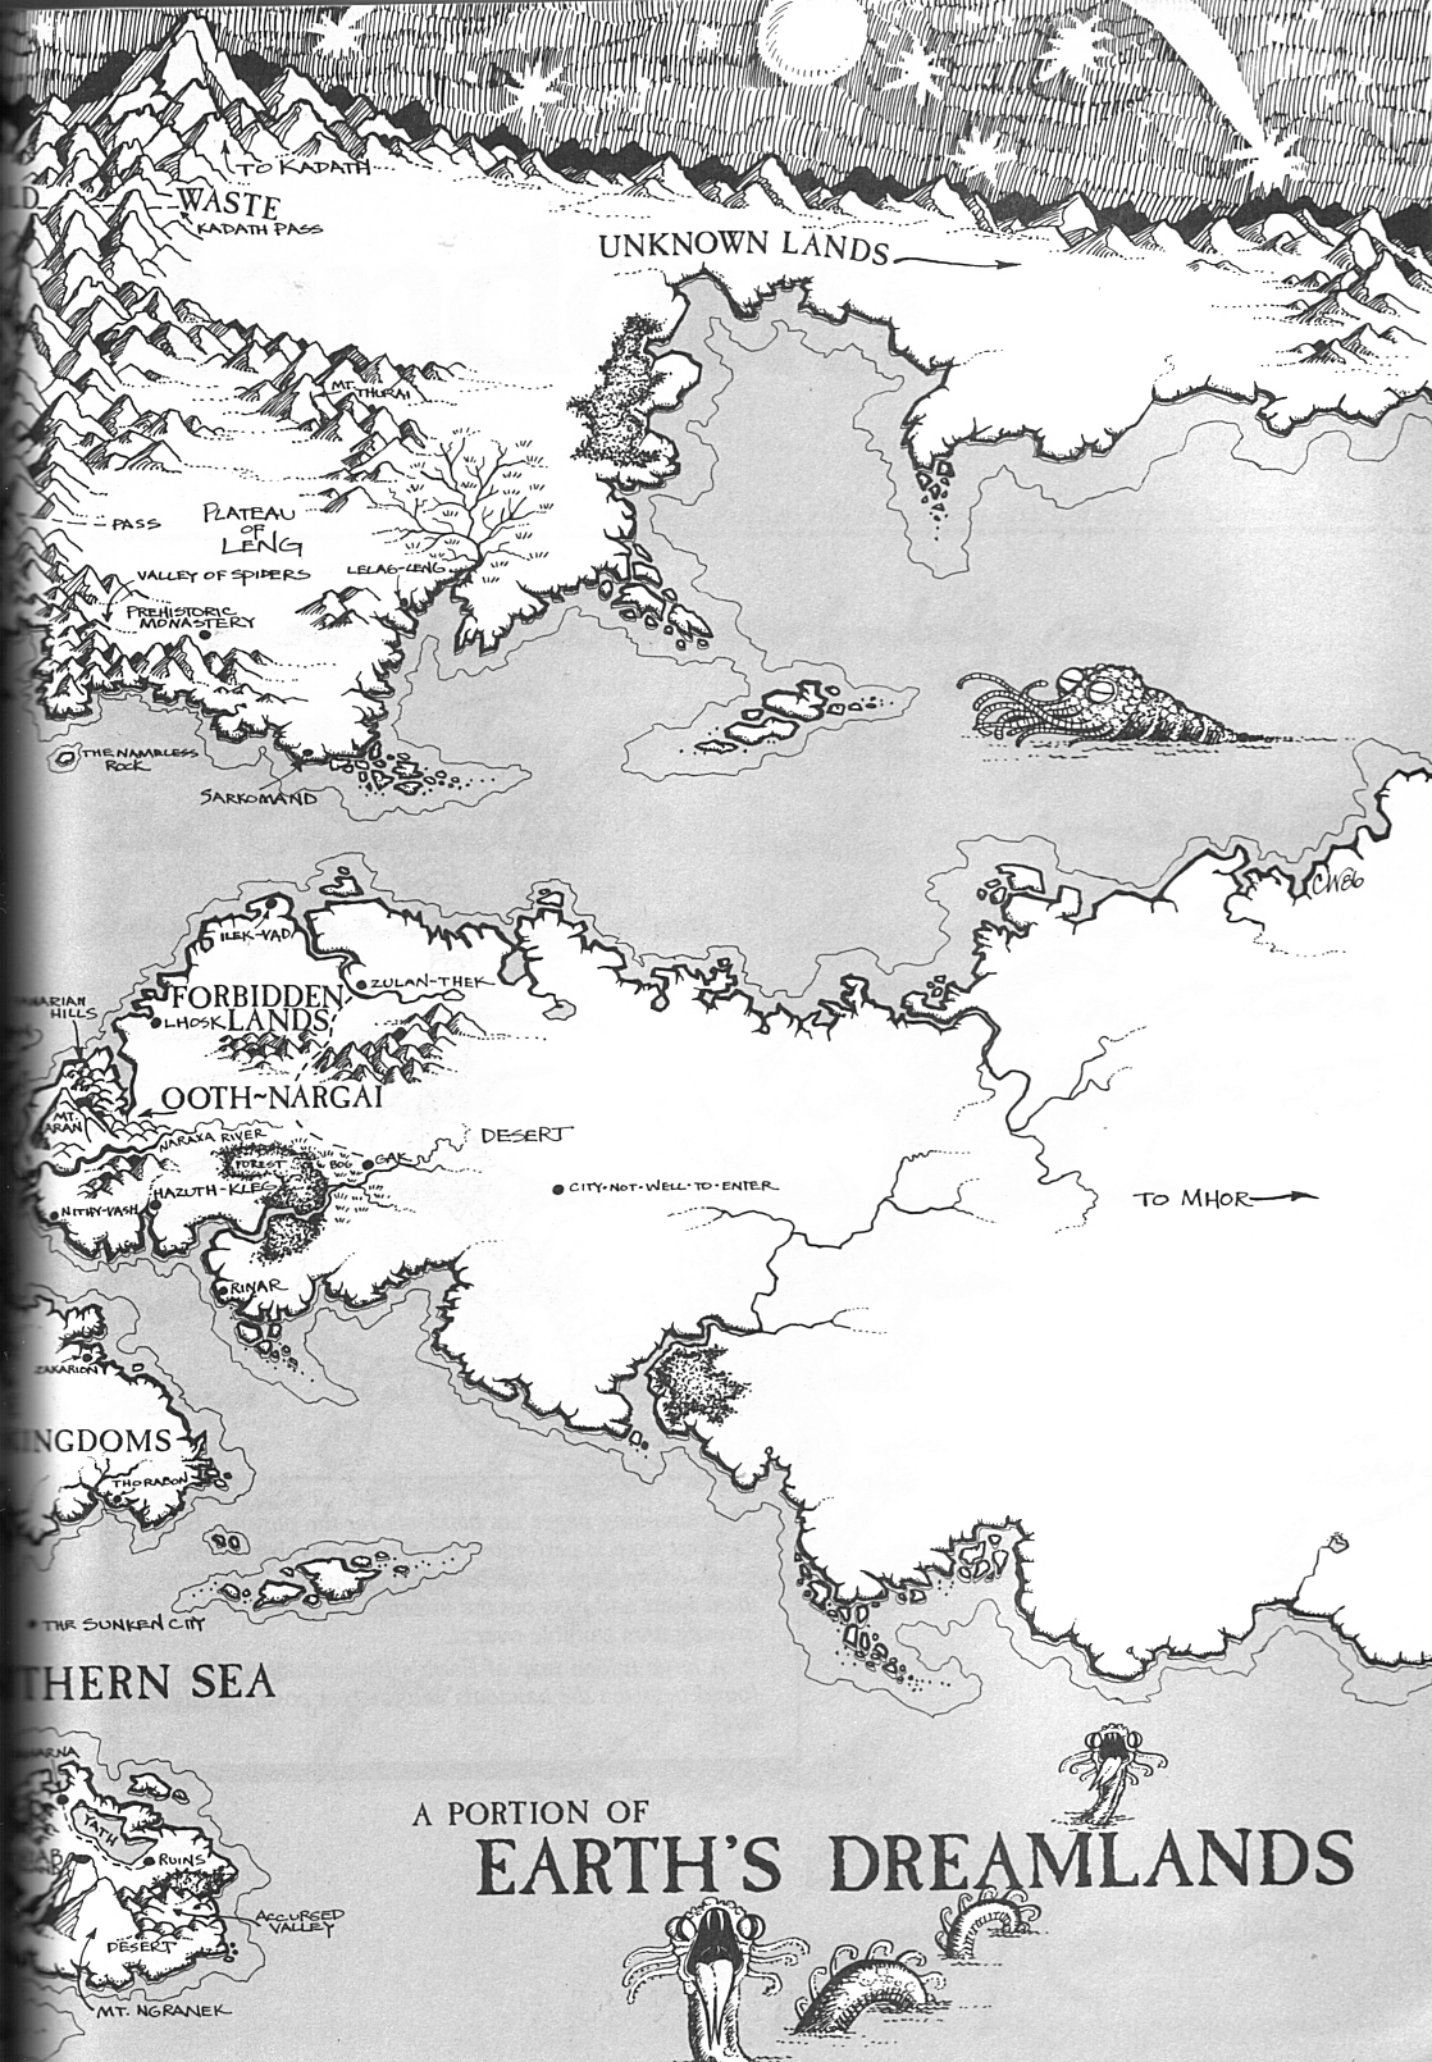 TO KADATH
WASTE
KADATH PASS
UNKNOWN LANDS
MT.
THURAI
PASS
PLATEAU
OF
LENG
VALLEY OF SPIDERS
LELAG-LENG
PREHISTORIC
MONASTERY
THE NAMELESS
ROCK
SARKOMAND
CW86
ILEK-VAD
ZULAN-THEK
FORBIDDEN
LANDS
LHOSK
HILLS
OOTH~NARGAI
MT.
ARAN
NARAXA RIVER
DESERT
FOREST
BOG
GAK
HAZUTH-KLEG
CITY·NOT·WELL·TO·ENTER
NITHY-VASH
TO MHOR
RINAR
ZAKARION
KINGDOMS
THORABON
THE SUNKEN CITY
THERN SEA
YATH
RUINS
ACCURSED
VALLEY
DESERT
MT. NGRANEK
A PORTION OF
EARTH'S DREAMLANDS